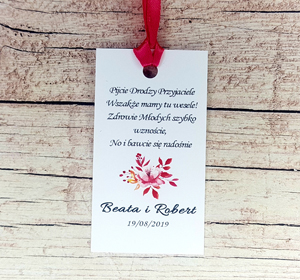 Pijcie Drodzy Przyjaciele
Wszakże mamy tu wesele!
Zdrowie Młodych szybko
wznoście,
No i bawcie się radośnie
Beata i Robert
19/08/2019